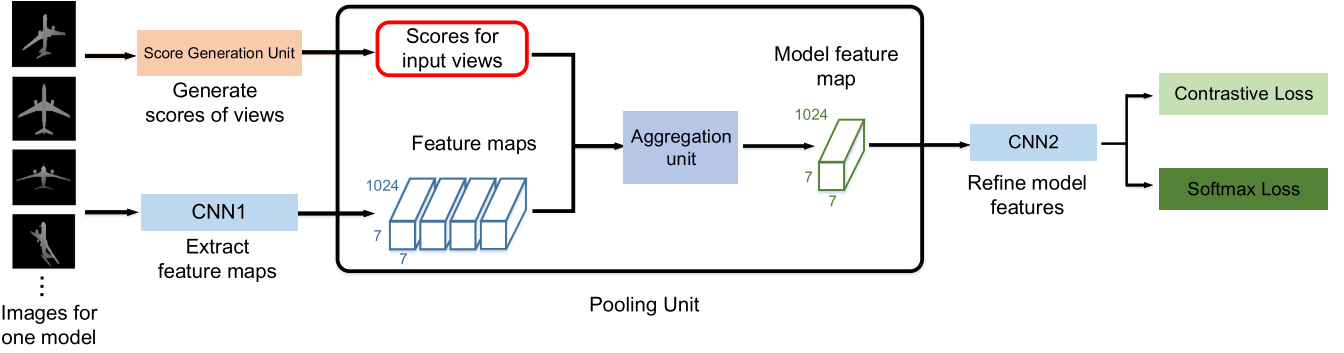 Score Generation Unit
Generate
scores of views
Scores for
input views
Model feature
map
1024
7
7
Feature maps
1024
7
7
Aggregation
unit
CNN1
Extract
feature maps
CNN2
Refine model
features
Contrastive Loss
Softmax Loss
Images for
one model
Pooling Unit